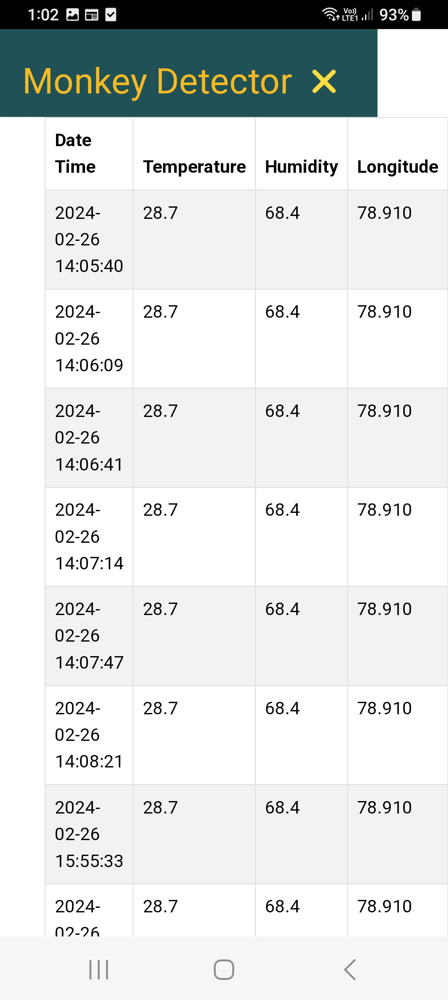 1:02 Vo)) LTE1 93%
Monkey Detector
Date
Time Temperature Humidity Longitude
2024- 28.7 68.4 78.910
02-26
14:05:40
2024- 28.7 68.4 78.910
02-26
14:06:09
2024- 28.7 68.4 78.910
02-26
14:06:41
2024- 28.7 68.4 78.910
02-26
14:07:14
2024- 28.7 68.4 78.910
02-26
14:07:47
2024- 28.7 68.4 78.910
02-26
14:08:21
2024- 28.7 68.4 78.910
02-26
15:55:33
2024- 28.7 68.4 78.910
02-26